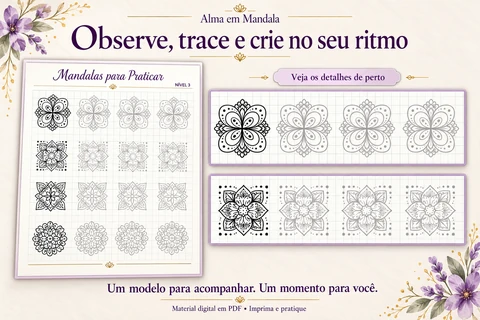 Alma em Mandala
Observe, trace e crie no seu ritmo
Mandalas para Praticar
NÍVEL 3
Veja os detalhes de perto
Um modelo para acompanhar. Um momento para você.
Material digital em PDF • Imprima e pratique